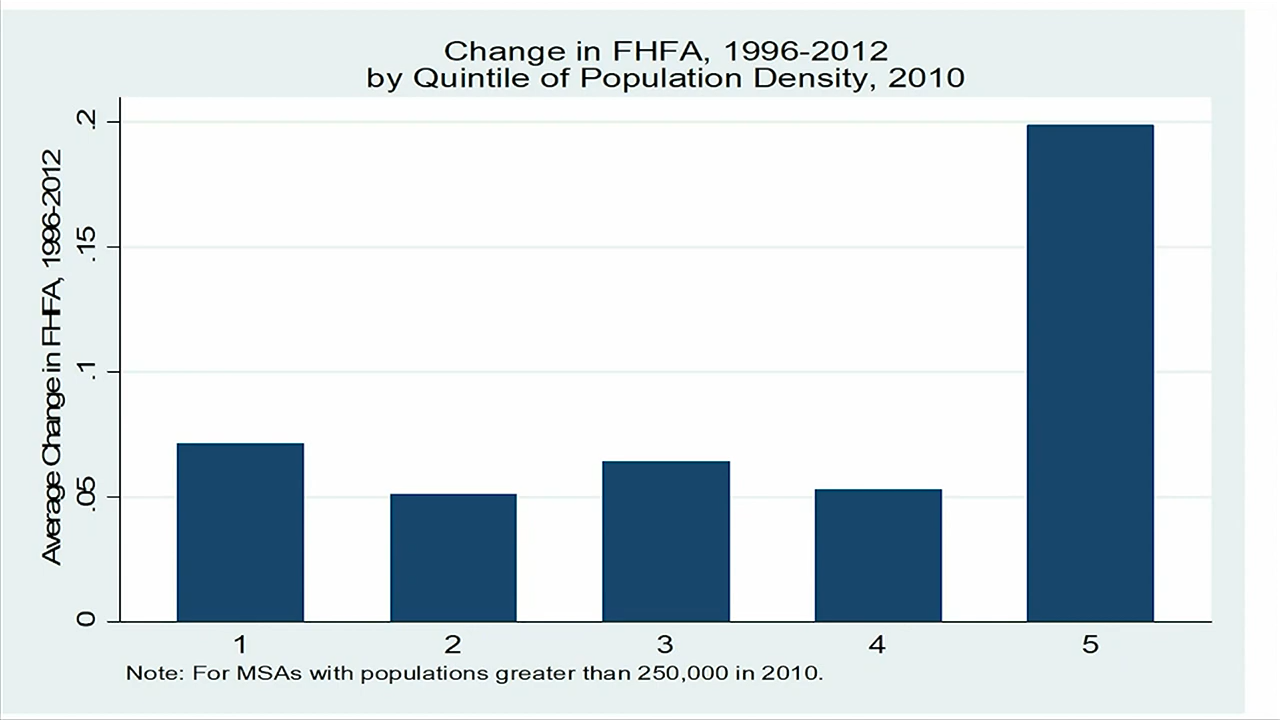 Change in FHFA, 1996-2012
by Quintile of Population Density, 2010
Average Change in FHFA, 1996-2012
.2
.15
.1
.05
0
1 2 3 4 5
Note: For MSAs with populations greater than 250,000 in 2010.